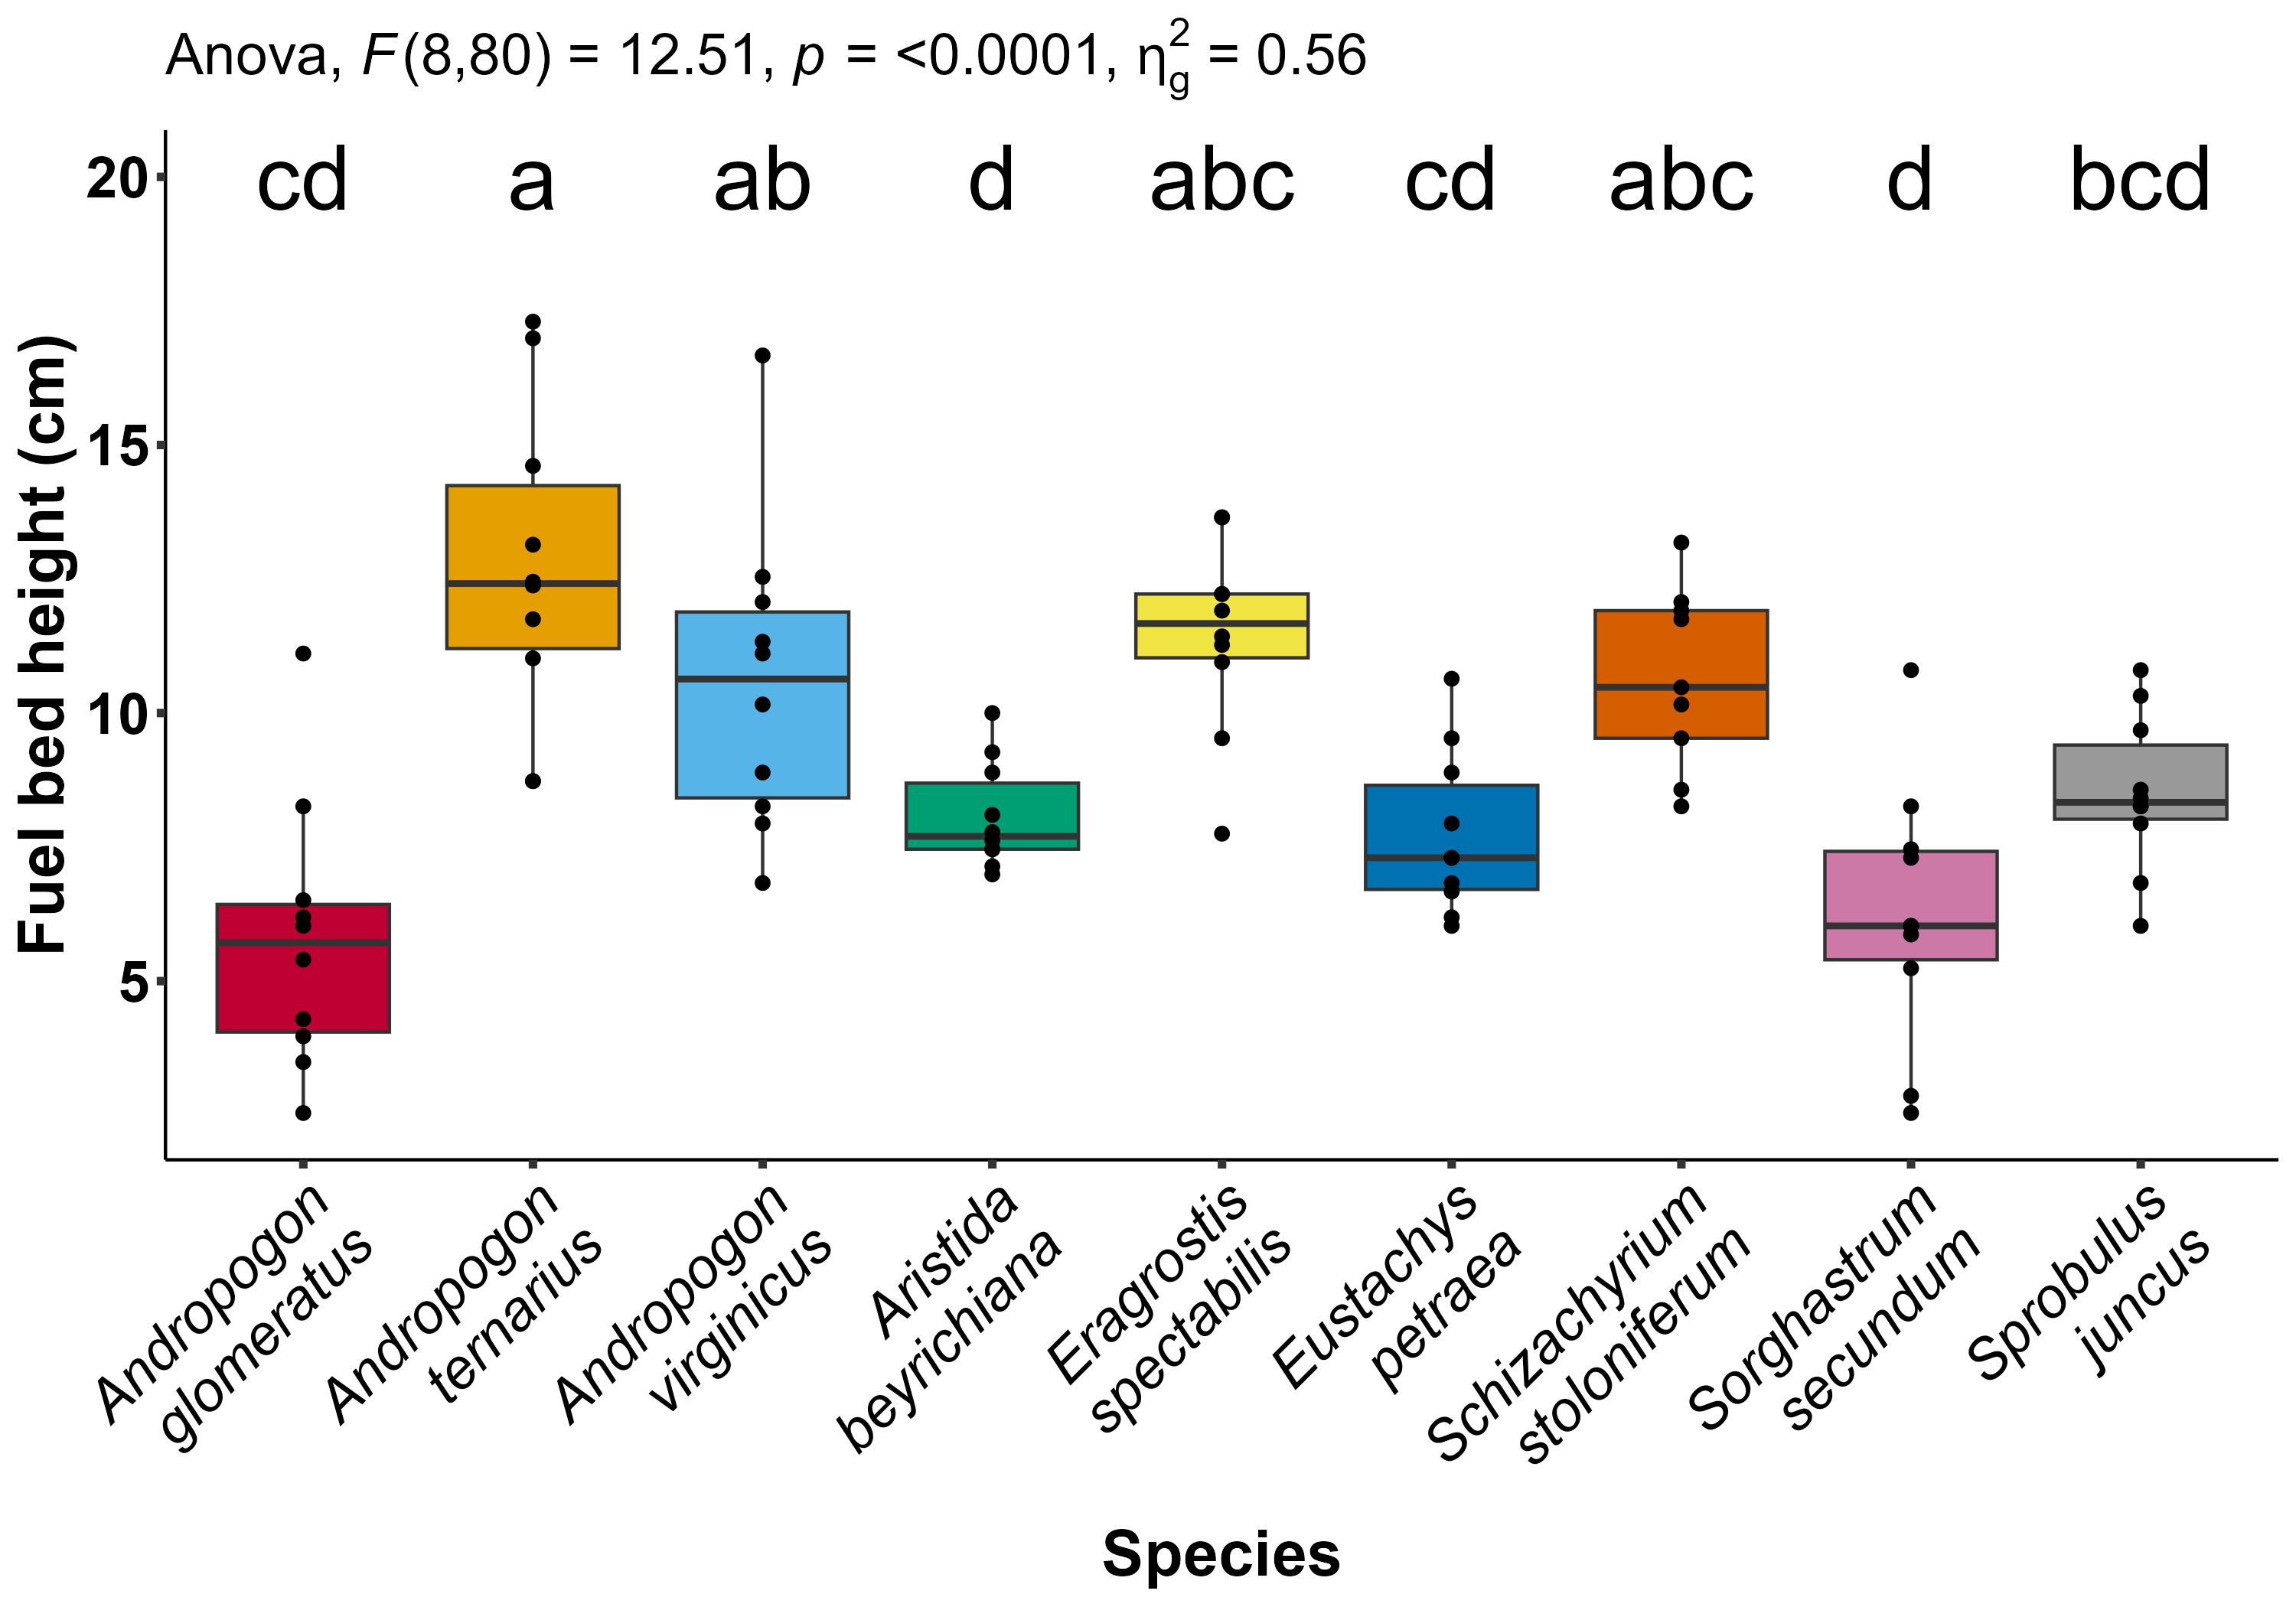 Anova, F(8,80) = 12.51, p = <0.0001, η²g = 0.56
cd a ab d abc cd abc d bcd
20
15
10
5
Fuel bed height (cm)
Andropogon
glomeratus
Andropogon
ternarius
Andropogon
virginicus
Aristida
beyrichiana
Eragrostis
spectabilis
Eustachys
petraea
Schizachyrium
stoloniferum
Sorghastrum
secundum
Sprobulus
juncus
Species